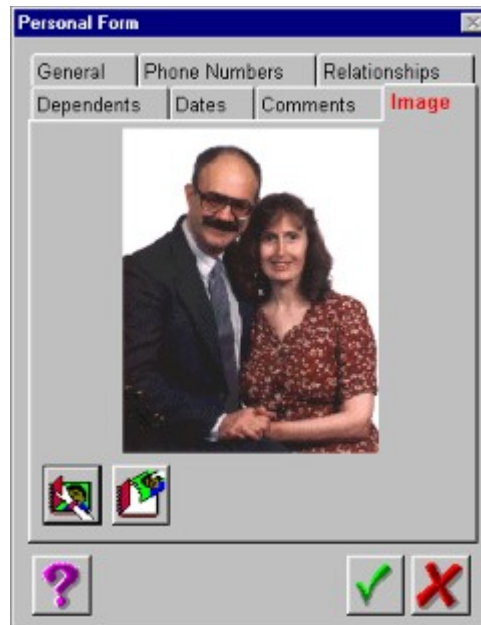 Personal Form
General Phone Numbers Relationships
Dependents Dates Comments Image